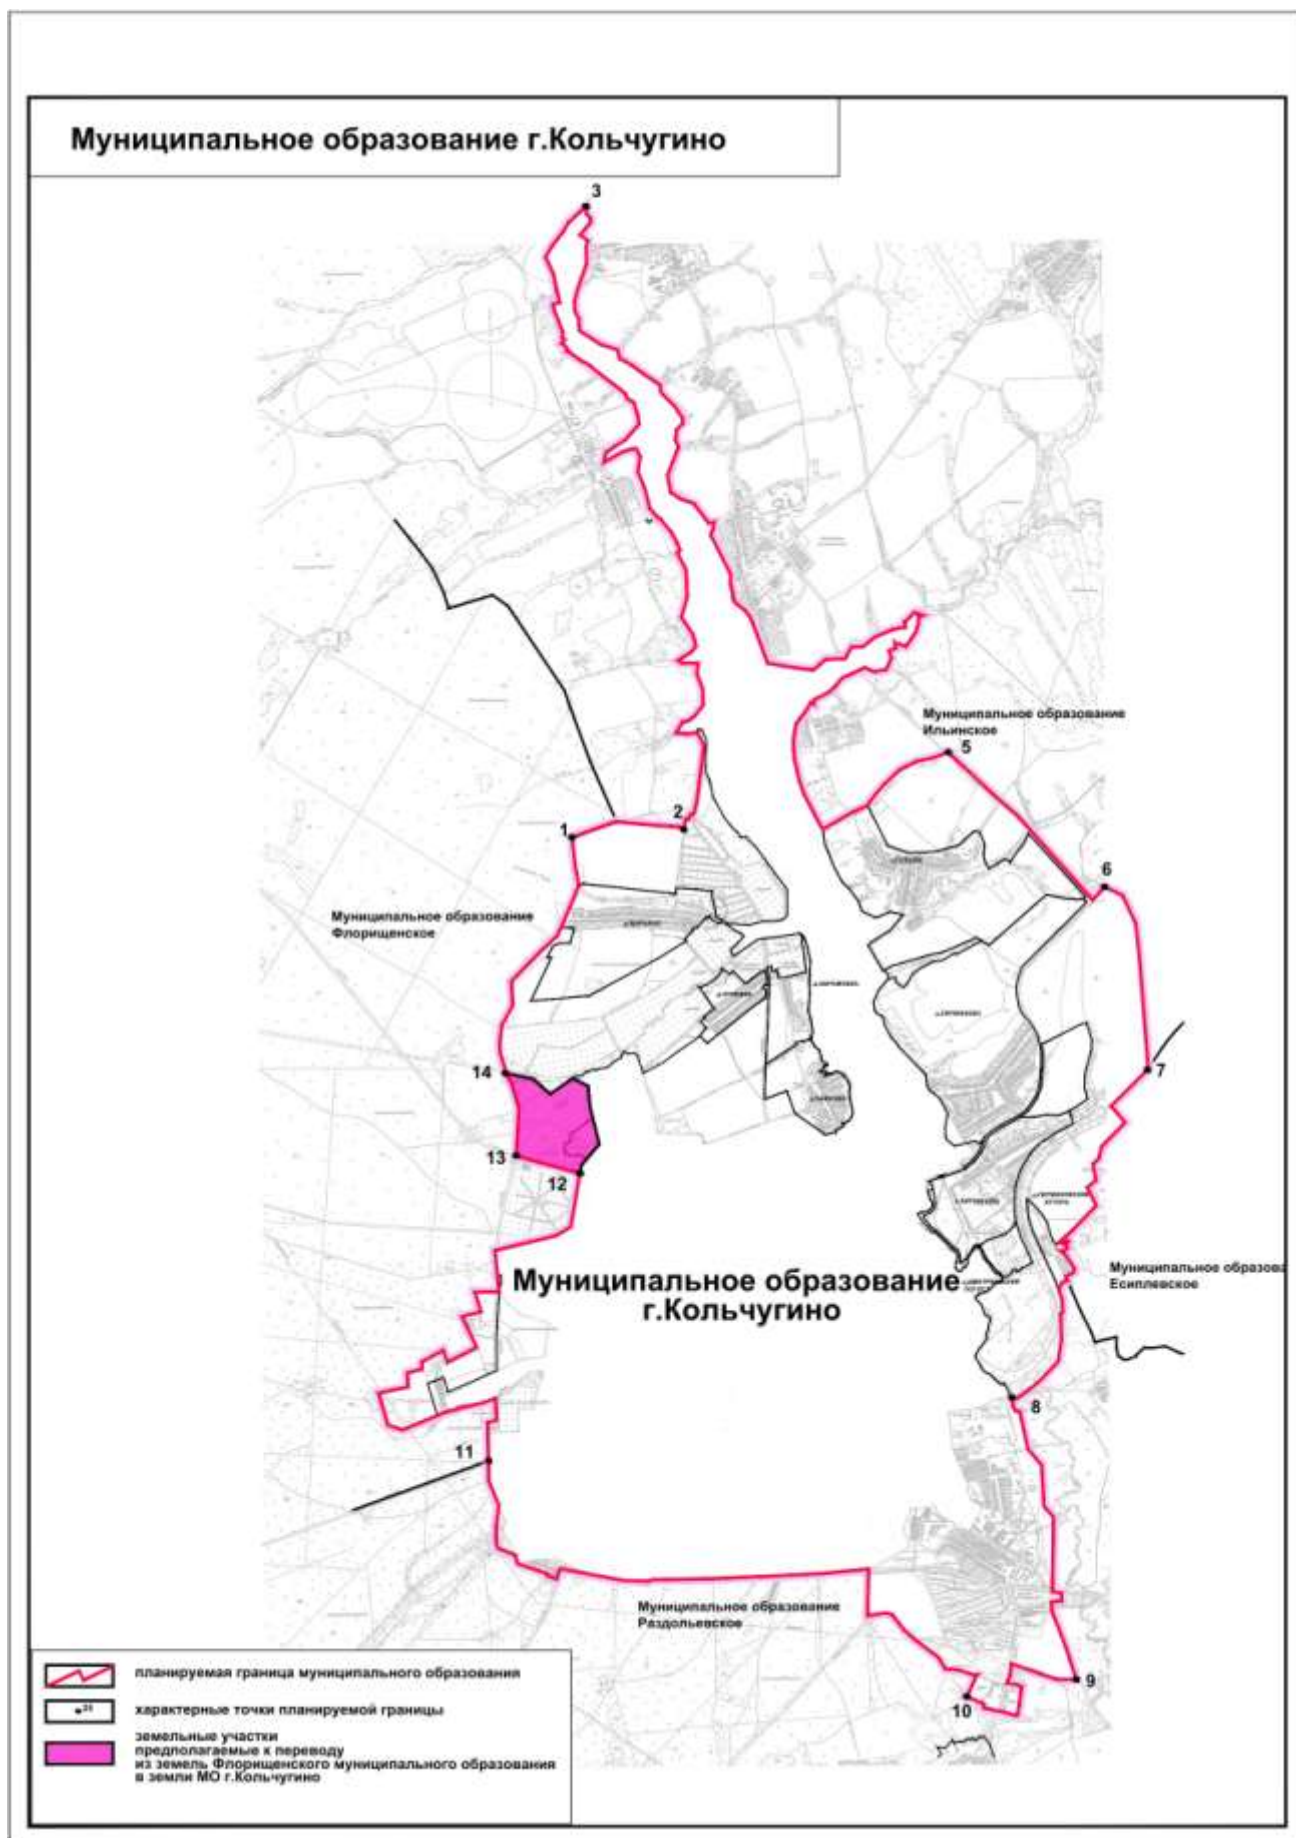 Муниципальное образование г.Кольчугино
3
Муниципальное образование
Ильинское
5
2
1
6
Муниципальное образование
Флорищенское
7
14
13
12
Муниципальное образование
г.Кольчугино
Муниципальное образова
Есиплевское
8
11
Муниципальное образование
Раздольевское
9
10
планируемая граница муниципального образования
характерные точки планируемой границы
земельные участки
предполагаемые к переводу
из земель Флорищенского муниципального образования
в земли МО г.Кольчугино